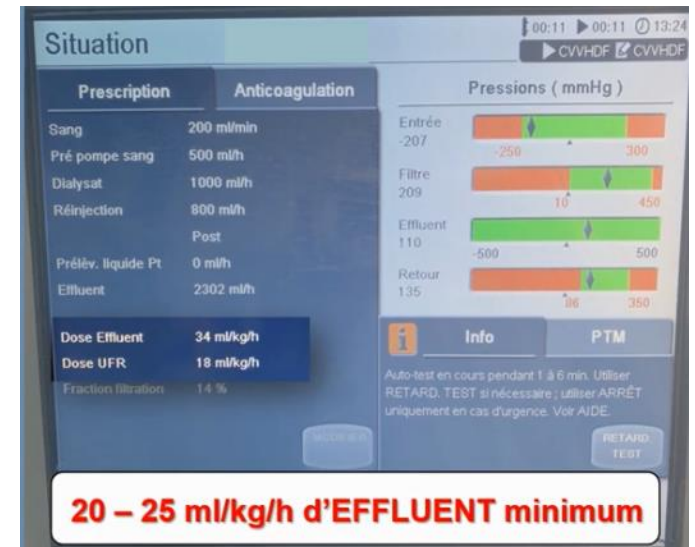 Situation
00:11 00:11 13:24
CVVHDF CVVHDF
Prescription Anticoagulation
Sang 200 ml/min
Pré pompe sang 500 ml/h
Dialysat 1000 ml/h
Réinjection 800 ml/h
Post
Prélèv. liquide Pt 0 ml/h
Effluent 2302 ml/h
Dose Effluent 34 ml/kg/h
Dose UFR 18 ml/kg/h
Fraction filtration 14 %
MODIFIER
Pressions ( mmHg )
Entrée
-207
-250 300
Filtre
209
10 450
Effluent
110
-500 500
Retour
135
86 350
i Info PTM
Auto-test en cours pendant 1 à 6 min. Utiliser
RETARD. TEST si nécessaire ; utiliser ARRÊT
uniquement en cas d'urgence. Voir AIDE.
RETARD.
TEST
20 – 25 ml/kg/h d'EFFLUENT minimum